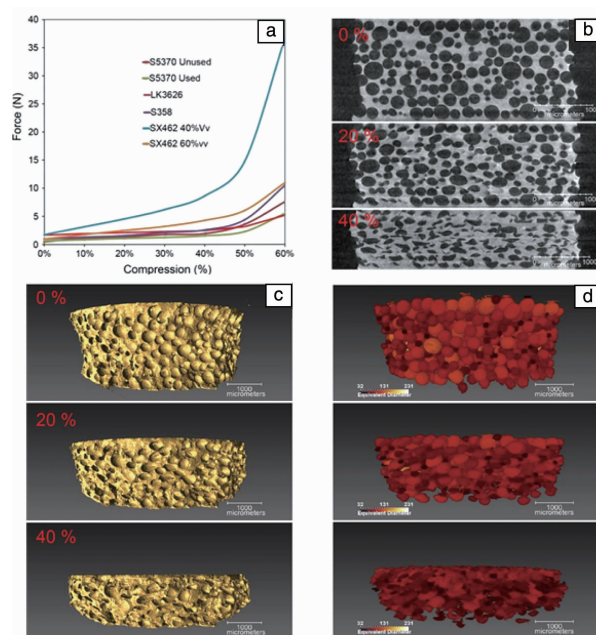 a
40
35
30
25
20
15
10
5
0
Force (N)
S5370 Unused
S5370 Used
LK3626
S358
SX462 40%Vv
SX462 60%vv
0%
10%
20%
30%
40%
50%
60%
Compression (%)
b
0 %
20 %
40 %
c
0 %
1000
micrometers
20 %
1000
micrometers
40 %
1000
micrometers
d
32 131 231
Equivalent Diameter
1000
micrometers
32 131 231
Equivalent Diameter
1000
micrometers
32 131 231
Equivalent Diameter
1000
micrometers